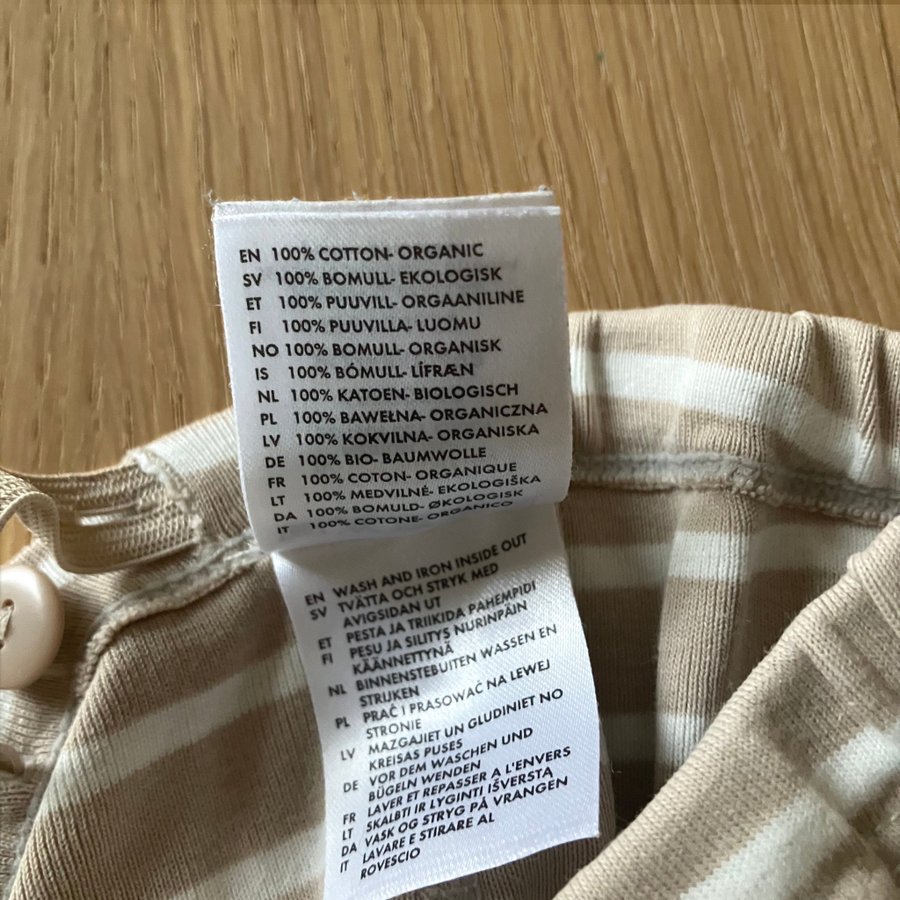 EN 100% COTTON- ORGANIC
SV 100% BOMULL- EKOLOGISK
ET 100% PUUVILL- ORGAANILINE
FI 100% PUUVILLA- LUOMU
NO 100% BOMULL- ORGANISK
IS 100% BÓMULL- LÍFRÆN
NL 100% KATOEN- BIOLOGISCH
PL 100% BAWEŁNA- ORGANICZNA
LV 100% KOKVILNA- ORGANISKA
DE 100% BIO- BAUMWOLLE
FR 100% COTON- ORGANIQUE
LT 100% MEDVILNĖ- EKOLOGIŠKA
DA 100% BOMULD- ØKOLOGISK
IT 100% COTONE- ORGANICO
EN WASH AND IRON INSIDE OUT
SV TVÄTTA OCH STRYK MED
AVIGSIDAN UT
ET PESTA JA TRIIKIDA PAHEMPIDI
FI PESU JA SILITYS NURINPÄIN
KÄÄNNETTYNÄ
NL BINNENSTEBUITEN WASSEN EN
STRIJKEN
PL PRAĆ I PRASOWAĆ NA LEWEJ
STRONIE
LV MAZGAJIET UN GLUDINIET NO
KREISAS PUSES
DE VOR DEM WASCHEN UND
BÜGELN WENDEN
FR LAVER ET REPASSER A L'ENVERS
LT SKALBTI IR LYGINTI IŠVERSTĄ
DA VASK OG STRYG PÅ VRANGEN
IT LAVARE E STIRARE AL
ROVESCIO